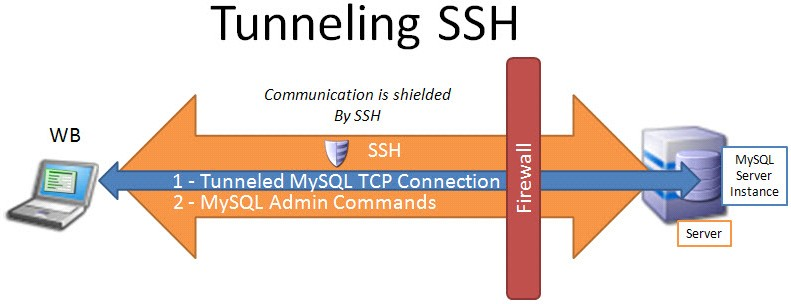 Tunneling SSH
Communication is shielded
By SSH
WB
SSH
1 - Tunneled MySQL TCP Connection
2 - MySQL Admin Commands
Firewall
MySQL
Server
Instance
Server